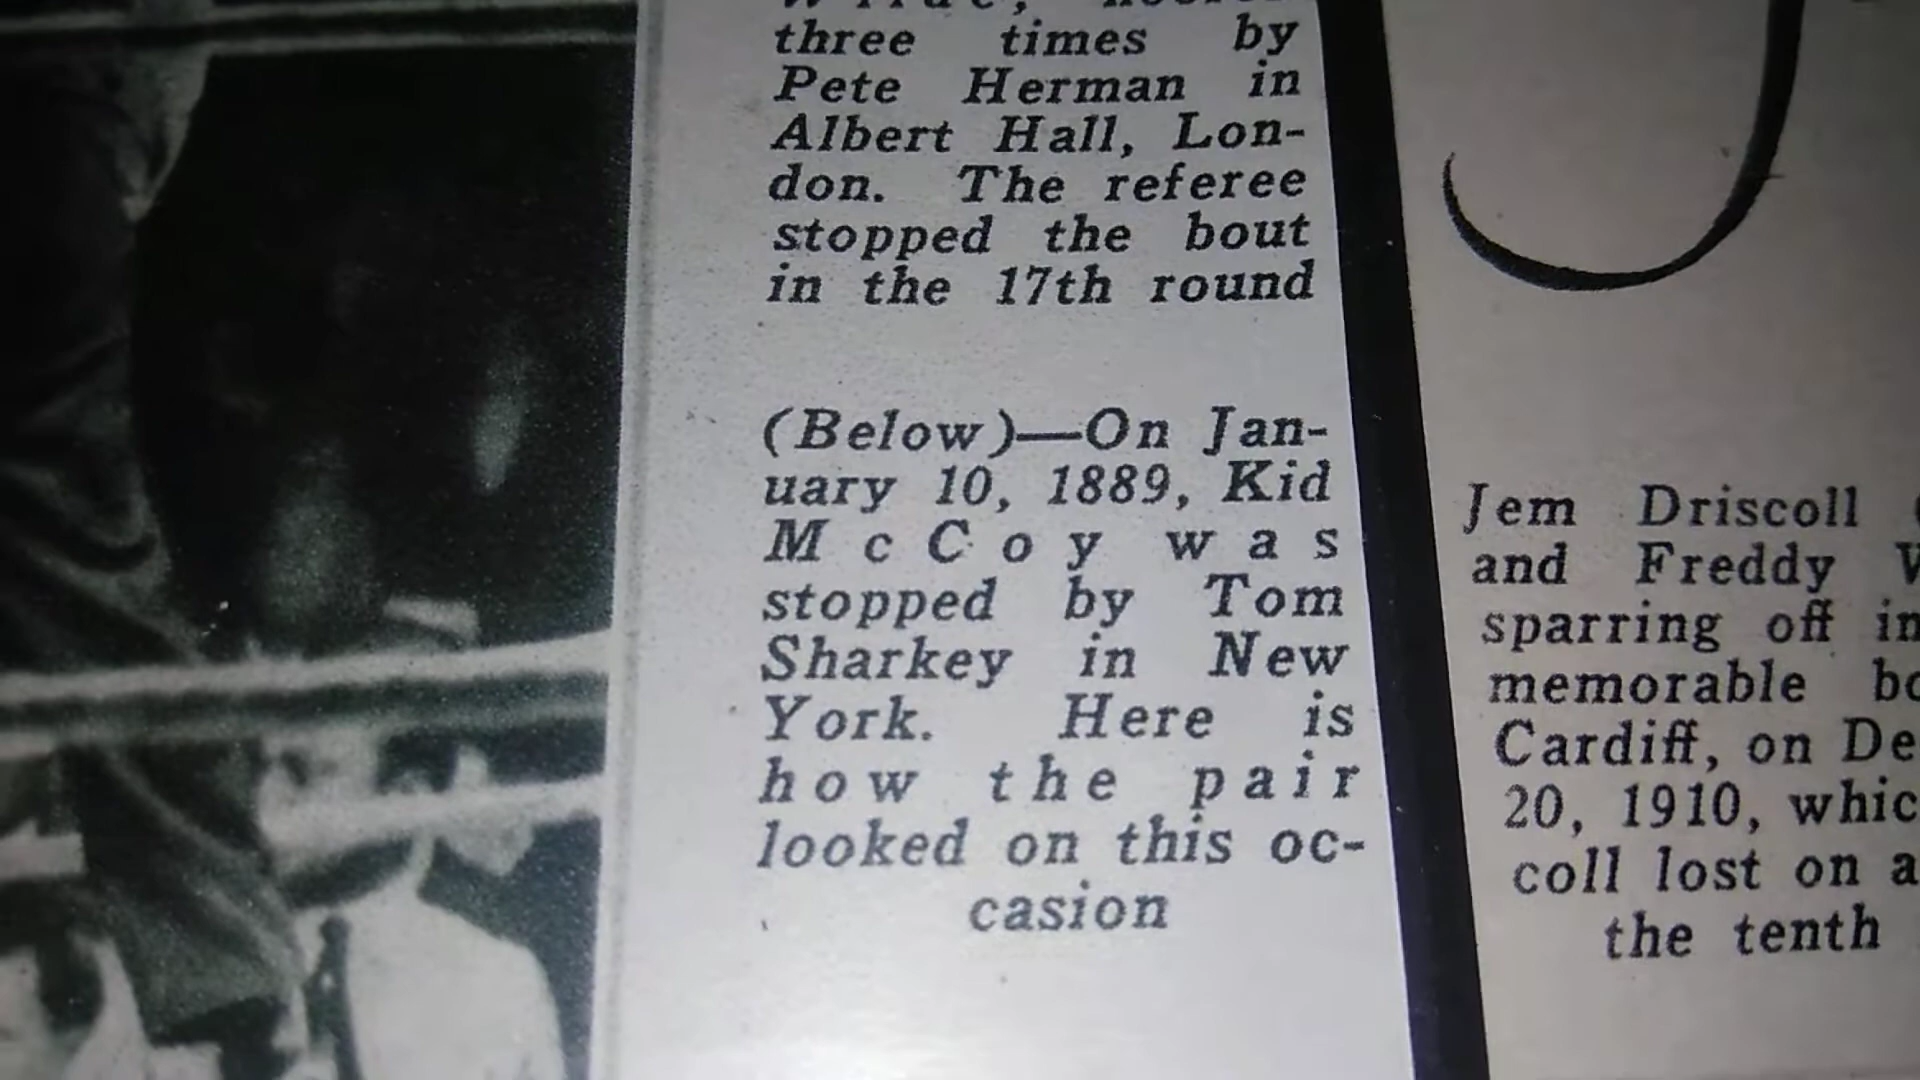 three times by
Pete Herman in
Albert Hall, Lon-
don. The referee
stopped the bout
in the 17th round
(Below)—On Jan-
uary 10, 1889, Kid
McCoy was
stopped by Tom
Sharkey in New
York. Here is
how the pair
looked on this oc-
casion
Jem Driscoll
and Freddy
sparring off in
memorable
Cardiff, on
20, 1910,
coll lost on
the tenth